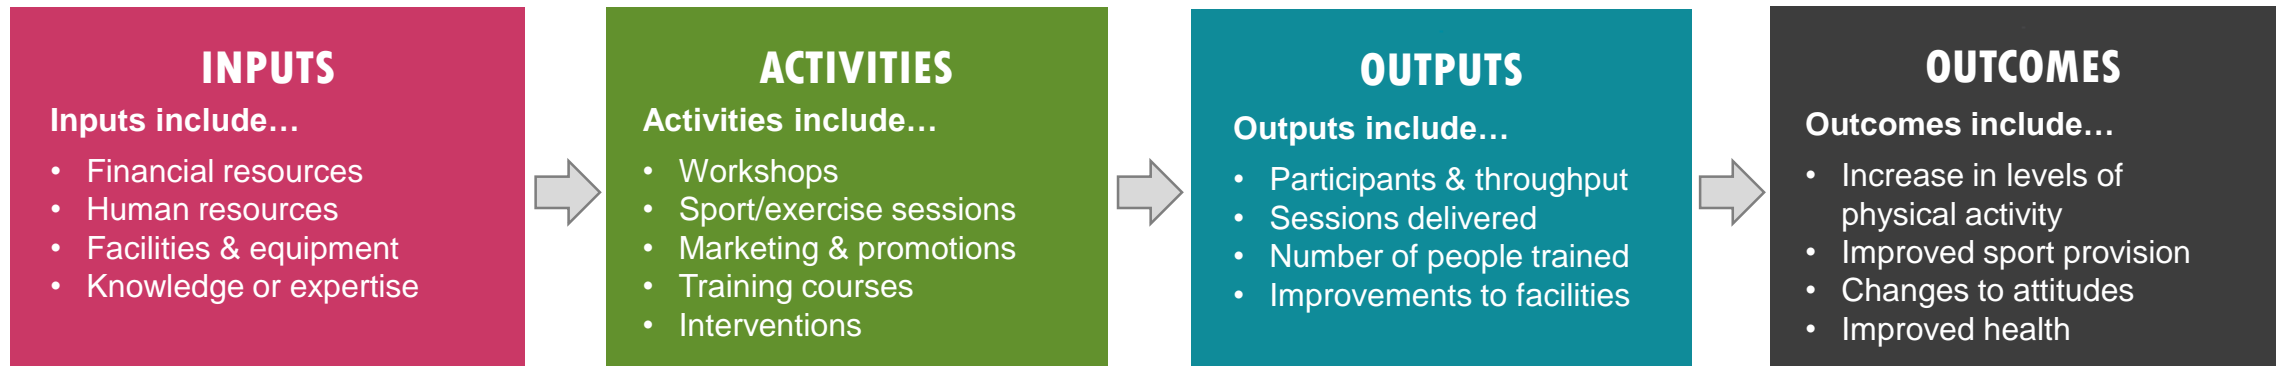 INPUTS
Inputs include…
• Financial resources
• Human resources
• Facilities & equipment
• Knowledge or expertise
ACTIVITIES
Activities include…
• Workshops
• Sport/exercise sessions
• Marketing & promotions
• Training courses
• Interventions
OUTPUTS
Outputs include…
• Participants & throughput
• Sessions delivered
• Number of people trained
• Improvements to facilities
OUTCOMES
Outcomes include…
• Increase in levels of
physical activity
• Improved sport provision
• Changes to attitudes
• Improved health